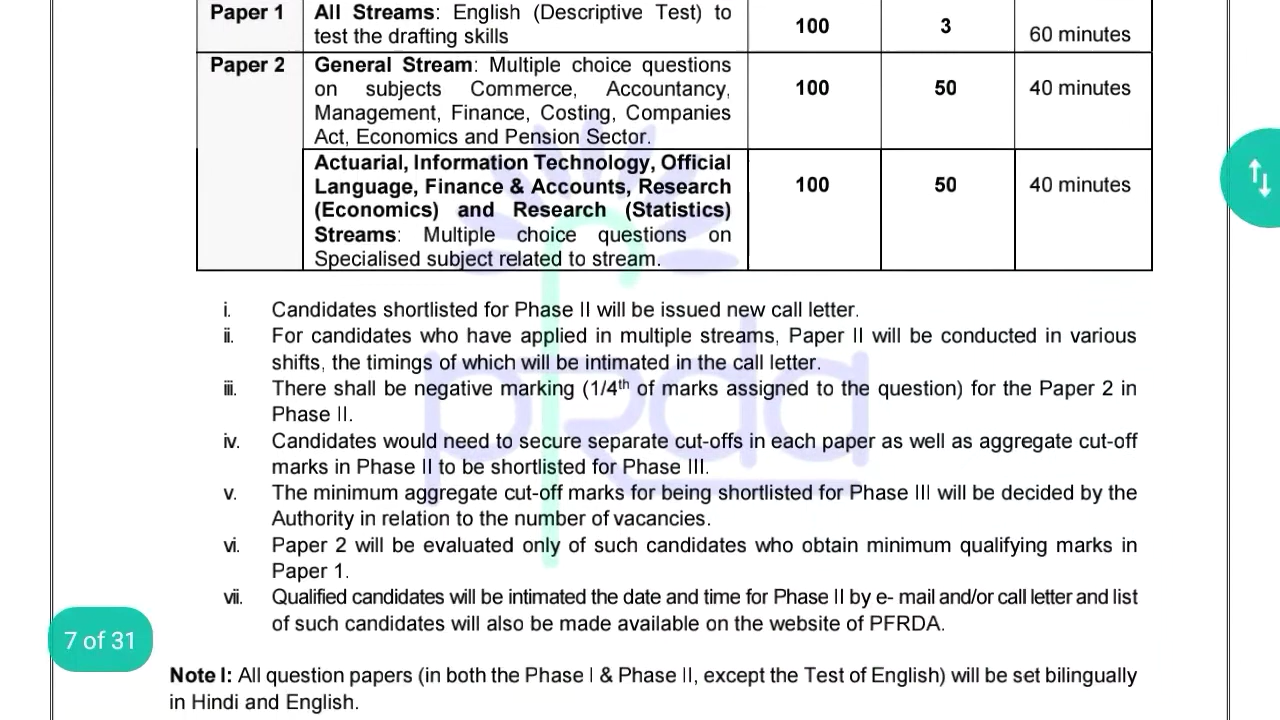 Paper 1
All Streams: English (Descriptive Test) to
test the drafting skills
100
3
60 minutes
Paper 2
General Stream: Multiple choice questions
on subjects Commerce, Accountancy,
Management, Finance, Costing, Companies
Act, Economics and Pension Sector.
100
50
40 minutes
Actuarial, Information Technology, Official
Language, Finance & Accounts, Research
(Economics) and Research (Statistics)
Streams: Multiple choice questions on
Specialised subject related to stream.
100
50
40 minutes
i. Candidates shortlisted for Phase II will be issued new call letter.
ii. For candidates who have applied in multiple streams, Paper II will be conducted in various
shifts, the timings of which will be intimated in the call letter.
iii. There shall be negative marking (1/4th of marks assigned to the question) for the Paper 2 in
Phase II.
iv. Candidates would need to secure separate cut-offs in each paper as well as aggregate cut-off
marks in Phase II to be shortlisted for Phase III.
v. The minimum aggregate cut-off marks for being shortlisted for Phase III will be decided by the
Authority in relation to the number of vacancies.
vi. Paper 2 will be evaluated only of such candidates who obtain minimum qualifying marks in
Paper 1.
vii. Qualified candidates will be intimated the date and time for Phase II by e- mail and/or call letter and list
of such candidates will also be made available on the website of PFRDA.
7 of 31
Note I: All question papers (in both the Phase I & Phase II, except the Test of English) will be set bilingually
in Hindi and English.
pfrda